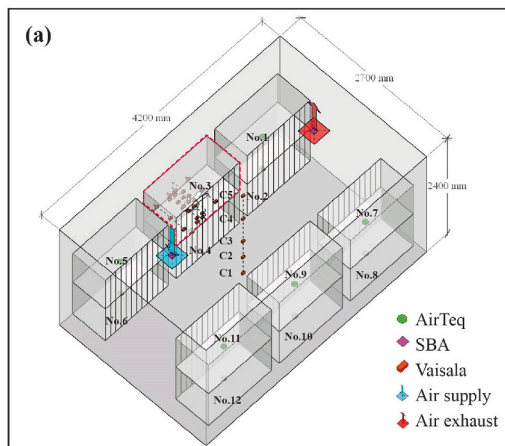 (a)
4200 mm
2700 mm
2400 mm
No.1
No.2
No.3
No.4
No.5
No.6
No.7
No.8
No.9
No.10
No.11
No.12
C5
C4
C3
C2
C1
AirTeq
SBA
Vaisala
Air supply
Air exhaust